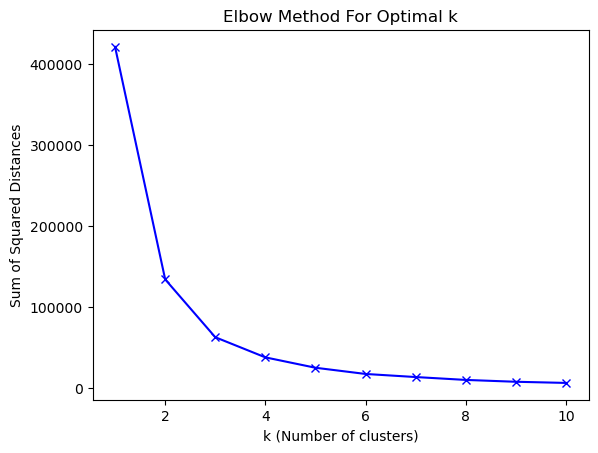 Elbow Method For Optimal k
Sum of Squared Distances
400000
300000
200000
100000
0
2 4 6 8 10
k (Number of clusters)